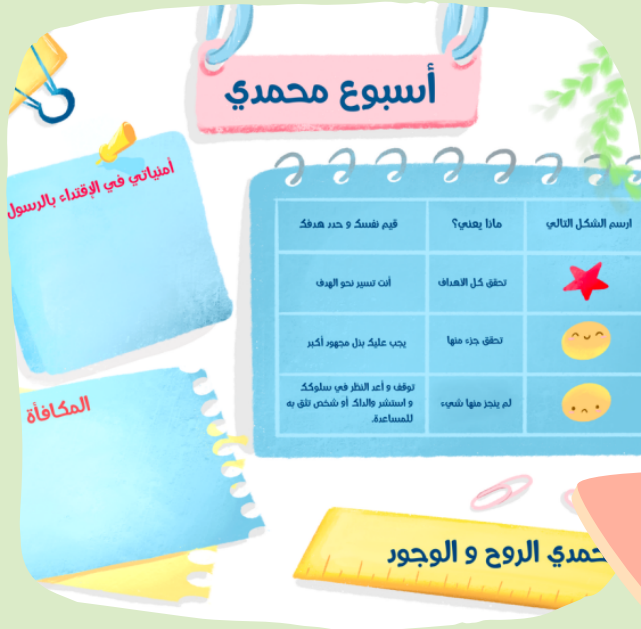 أسبوع محمدي
أمنياتي في الإقتداء بالرسول
ارسم الشكل التالي
ماذا يعني؟
قيم نفسك و حدد هدفك
تحقق كل الاهداف
أنت تسير نحو الهدف
تحقق جزء منها
يجب عليك بذل مجهود أكبر
لم ينجز منها شيء
توقف و أعد النظر في سلوكك
و استشر والداك أو شخص تثق به
للمساعدة.
المكافأة
حمدي الروح و الوجود